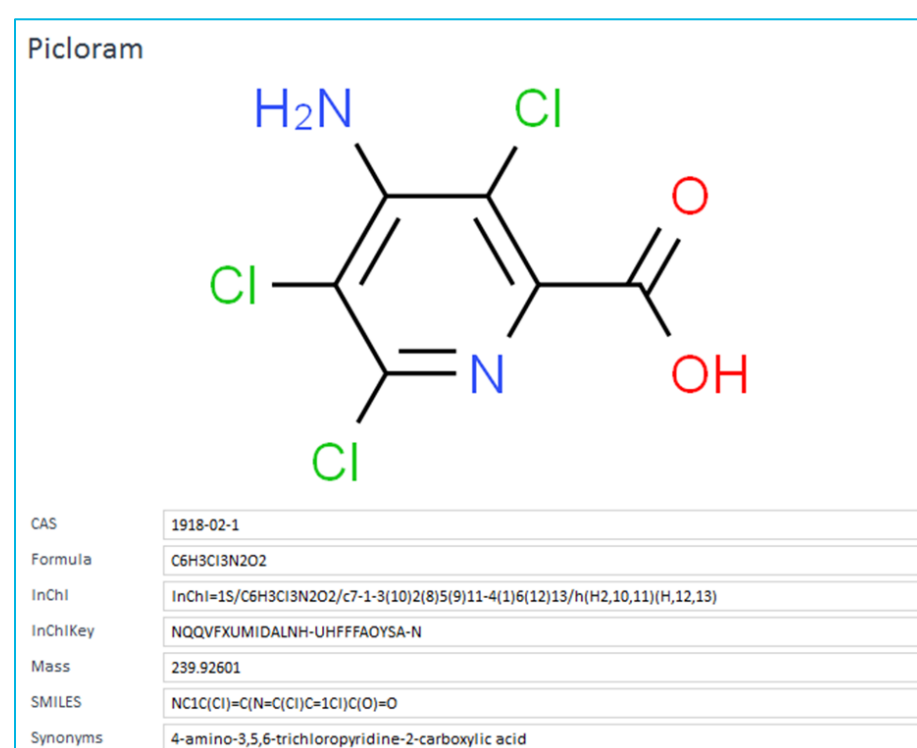 Picloram
H2N
Cl
O
Cl
N
OH
Cl
CAS 1918-02-1
Formula C6H3Cl3N2O2
InChI InChI=1S/C6H3Cl3N2O2/c7-1-3(10)2(8)5(9)11-4(1)6(12)13/h(H2,10,11)(H,12,13)
InChIKey NQQVFXUMIDALNH-UHFFFAOYSA-N
Mass 239.92601
SMILES NC1C(Cl)=C(N=C(Cl)C=1Cl)C(O)=O
Synonyms 4-amino-3,5,6-trichloropyridine-2-carboxylic acid